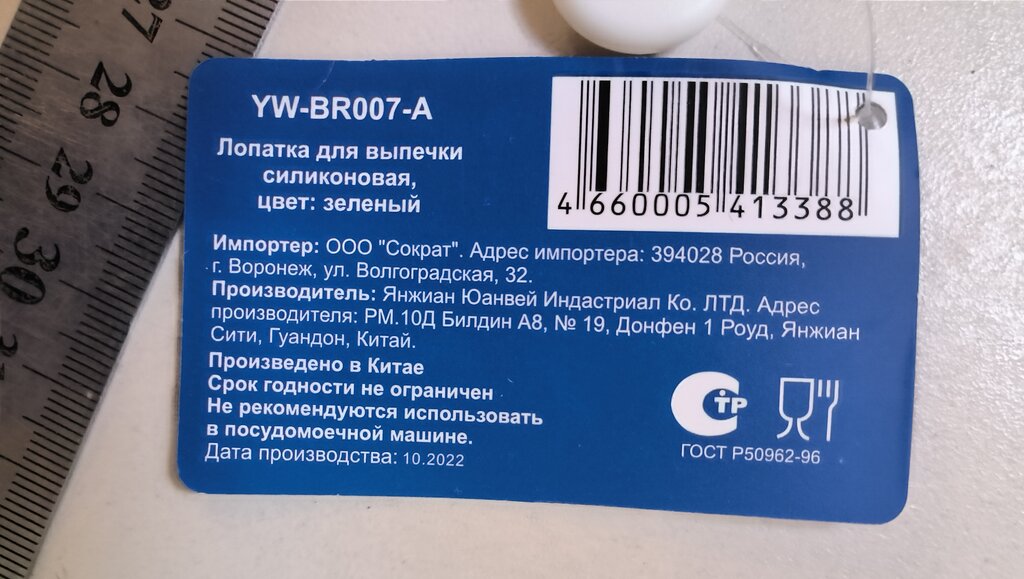 27
28
29
30
YW-BR007-A
Лопатка для выпечки
силиконовая,
цвет: зеленый
4 660005 413388
Импортер: ООО "Сократ". Адрес импортера: 394028 Россия,
г. Воронеж, ул. Волгоградская, 32.
Производитель: Янжиан Юанвей Индастриал Ко. ЛТД. Адрес
производителя: РМ.10Д Билдин А8, № 19, Донфен 1 Роуд, Янжиан
Сити, Гуандон, Китай.
Произведено в Китае
Срок годности не ограничен
Не рекомендуются использовать
в посудомоечной машине.
Дата производства: 10.2022
СТР
ГОСТ Р50962-96